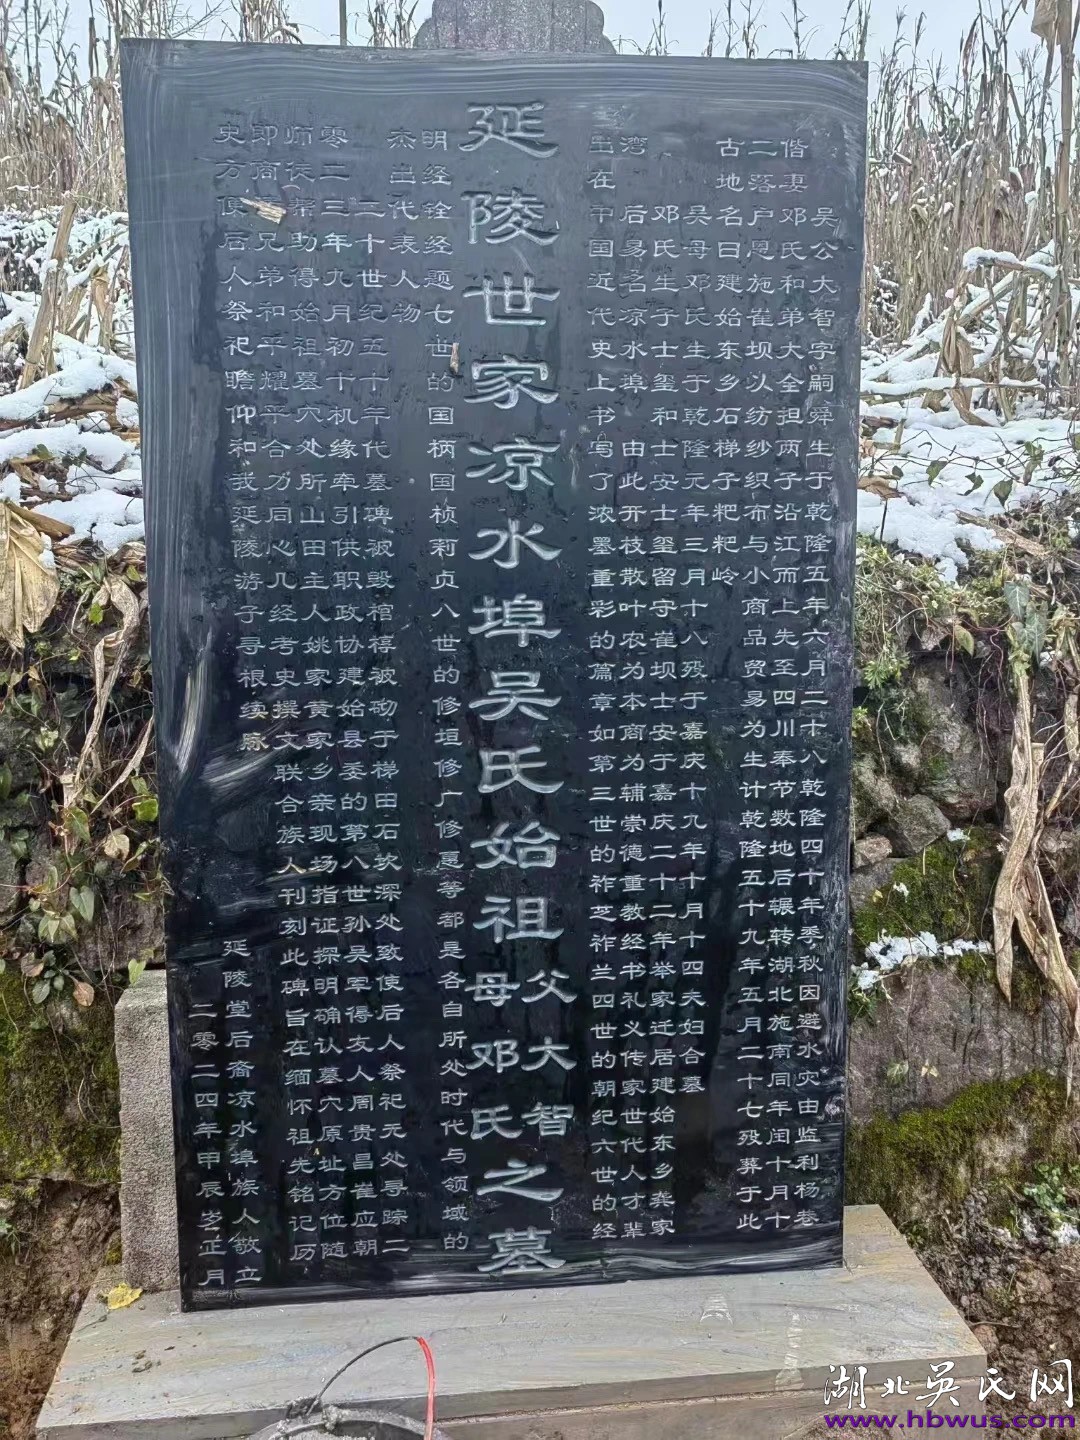 吴公大智字嗣舜生于乾隆五年六月二十八乾隆四十年季秋因避水灾由监利杨巷
偕妻邓氏和弟大全担两子沿江而上先至四川奉节数地后辗转湖北施南同年闰十月十
二落户恩施崔坝以纺纱织布与小商品贸易为生计乾隆五十九年五月二十七殁葬于此
古地名曰建始东乡石梯子粑粑岭
吴母邓氏生于乾隆元年三月十八殁于嘉庆十九年十月十四夫妇合墓
邓氏生子士玺和士安士玺留守崔坝士安于嘉庆二十二年举家迁居建始东乡龚家
湾后易名凉水埠由此开枝散叶农为本商为辅崇德重教经书礼义传家世代人才辈
出在中国近代史上书写了浓墨重彩的篇章如第三世的祚芝祚兰四世的朝纪六世的经
延陵世家凉水埠吴氏始祖父大智母邓氏之墓
明经铨经题七世的国柄国桢莉贞八世的修垣修广修夏等都是各自所处时代与领域的
杰出代表人物
二十世纪五十年代墓碑被毁棺椁被砌于梯田石坎深处致使后人祭祀无处寻踪二
零二三年九月初十机缘牵引供职政协建始县委的第八世孙吴军得友人周贵昌崔应朝
师徒帮助得始祖墓穴处所山田主人姚家黄家乡亲现场指证探明确认墓穴原址方位随
即商 兄弟和平耀平合力同心几经考史撰文联合族人刊刻此碑旨在缅怀祖先铭记历
史方便后人祭祀瞻仰和我延陵游子寻根续脉
延陵堂后裔凉水埠族人敬立
二零二四年甲辰岁正月
湖北吴氏网
www.hbwus.com